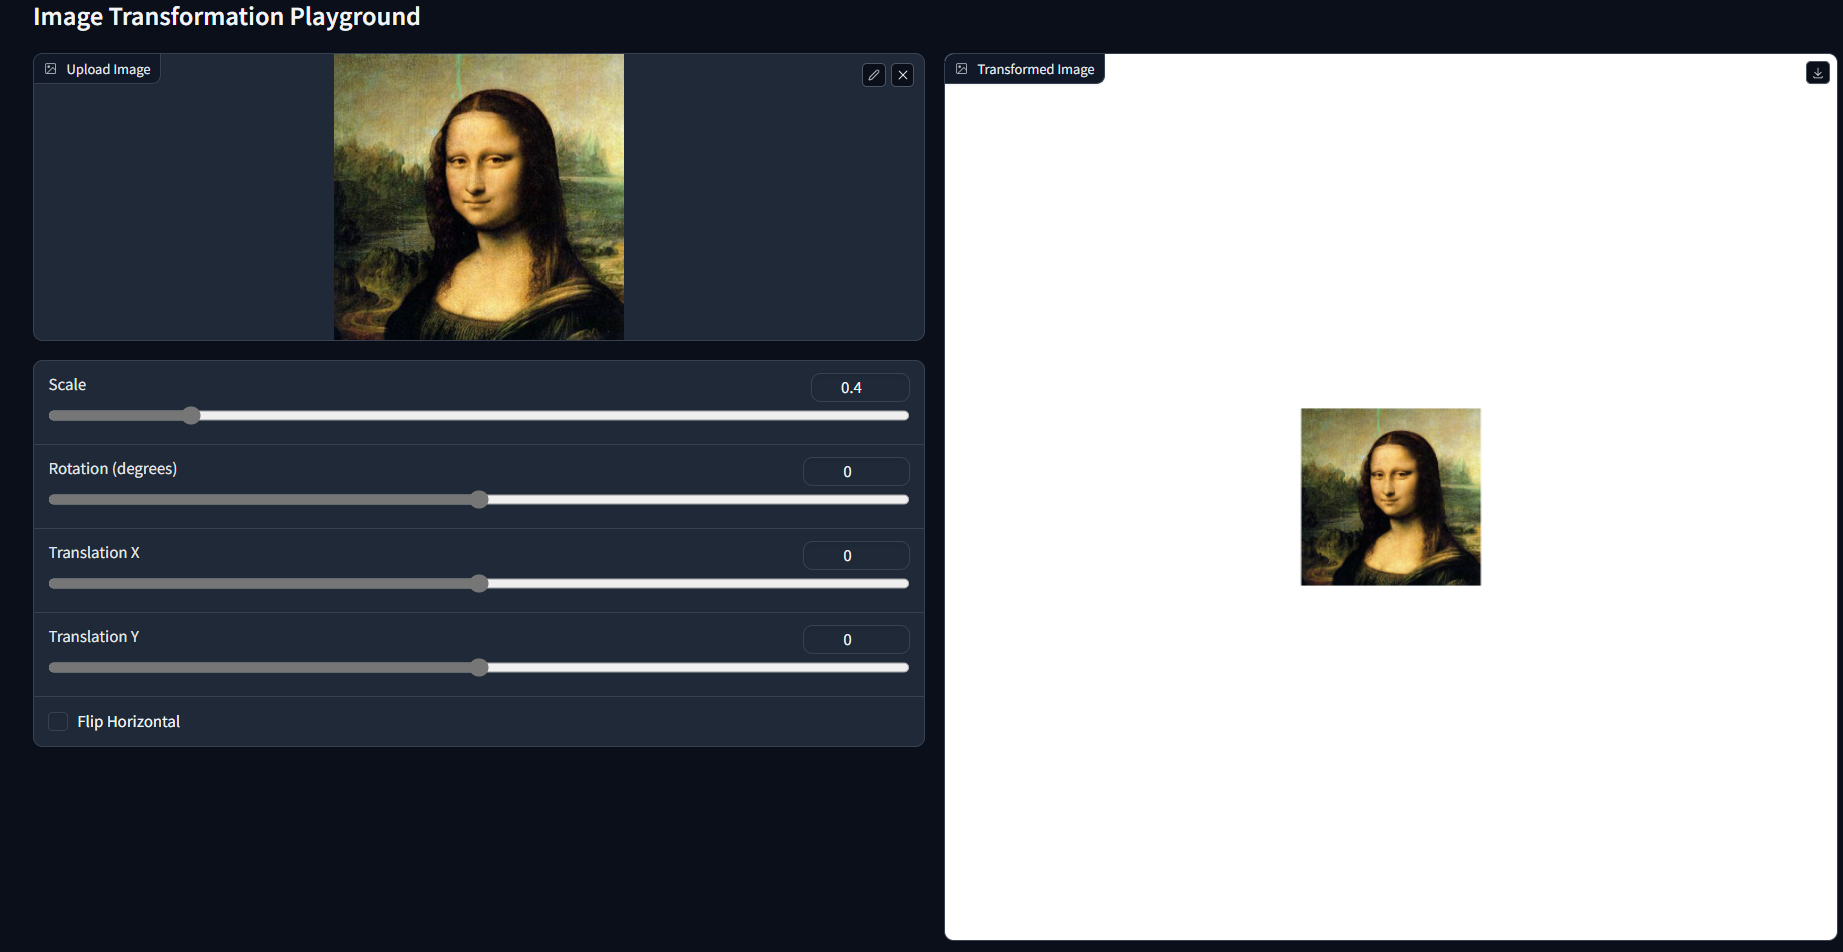 Image Transformation Playground
Upload Image
Transformed Image
Scale
0.4
Rotation (degrees)
0
Translation X
0
Translation Y
0
Flip Horizontal